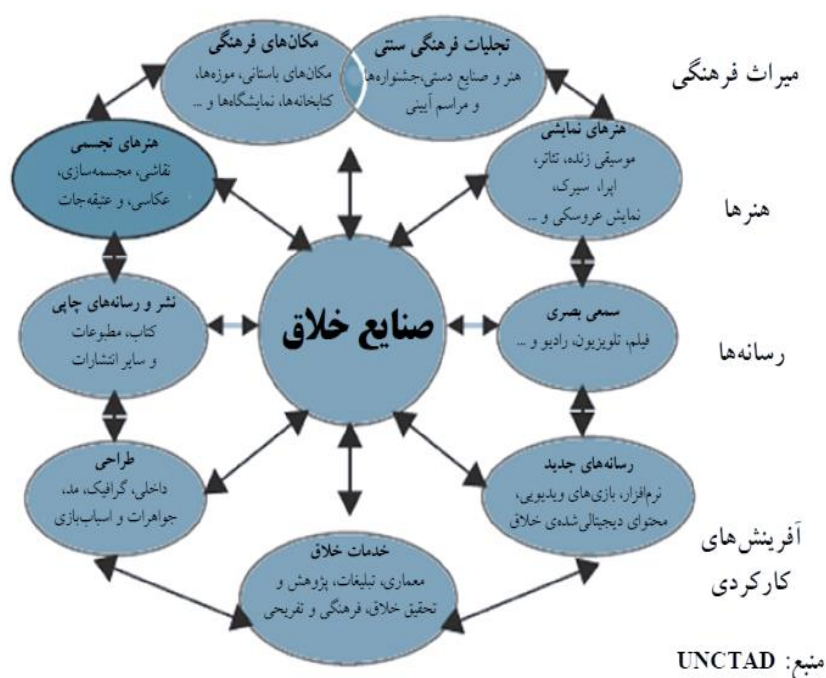 تجلیات فرهنگی سنتی
هنر و صنایع دستی،جشنواره‌ها
و مراسم آیینی
مکان‌های فرهنگی
مکان‌های باستانی، موزه‌ها،
کتابخانه‌ها، نمایشگاه‌ها و ...
میراث فرهنگی
هنرهای نمایشی
موسیقی زنده، تئاتر،
اپرا، سیرک،
نمایش عروسکی و ...
هنرهای تجسمی
نقاشی، مجسمه‌سازی،
عکاسی، و عتیقه‌جات
هنرها
صنایع خلاق
سمعی بصری
فیلم، تلویزیون، رادیو و ...
نشر و رسانه‌های چاپی
کتاب، مطبوعات
و سایر انتشارات
رسانه‌ها
رسانه‌های جدید
نرم‌افزار، بازی‌های ویدیویی،
محتوای دیجیتالی‌شده‌ی خلاق
طراحی
داخلی، گرافیک، مد،
جواهرات و اسباب‌بازی
خدمات خلاق
معماری، تبلیغات، پژوهش و
تحقیق خلاق، فرهنگی و تفریحی
آفرینش‌های
کارکردی
منبع: UNCTAD